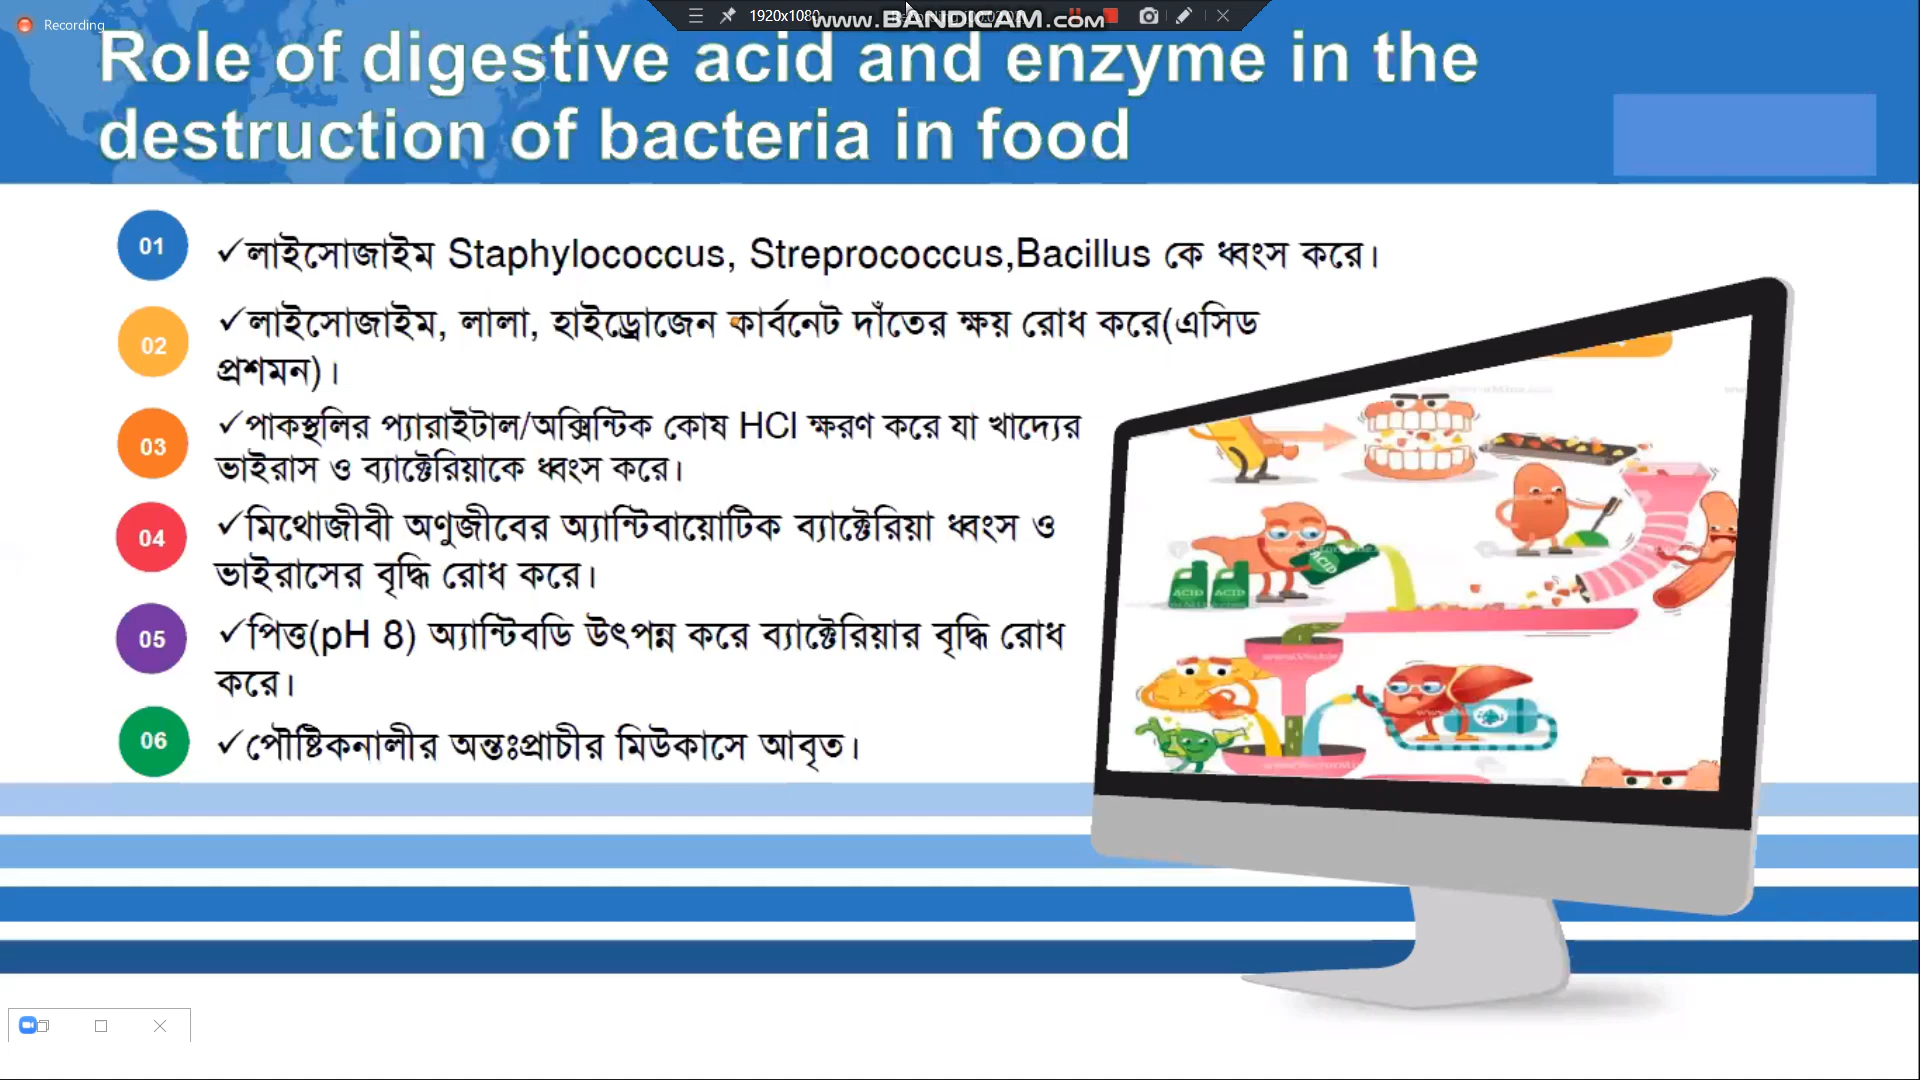 Recording
1920x1080
www.BANDICAM.com
Role of digestive acid and enzyme in the
destruction of bacteria in food
01
✓লাইসোজাইম Staphylococcus, Streprococcus,Bacillus কে ধ্বংস করে।
02
✓লাইসোজাইম, লালা, হাইড্রোজেন কার্বনেট দাঁতের ক্ষয় রোধ করে(এসিড
প্রশমন)।
03
✓পাকস্থলির প্যারাইটাল/অক্সিন্টিক কোষ HCl ক্ষরণ করে যা খাদ্যের
ভাইরাস ও ব্যাক্টেরিয়াকে ধ্বংস করে।
04
✓মিথোজীবী অণুজীবের অ্যান্টিবায়োটিক ব্যাক্টেরিয়া ধ্বংস ও
ভাইরাসের বৃদ্ধি রোধ করে।
05
✓পিত্ত(pH 8) অ্যান্টিবডি উৎপন্ন করে ব্যাক্টেরিয়ার বৃদ্ধি রোধ
করে।
06
✓পৌষ্টিকনালীর অন্তঃপ্রাচীর মিউকাসে আবৃত।
ACID
ACID
ACID